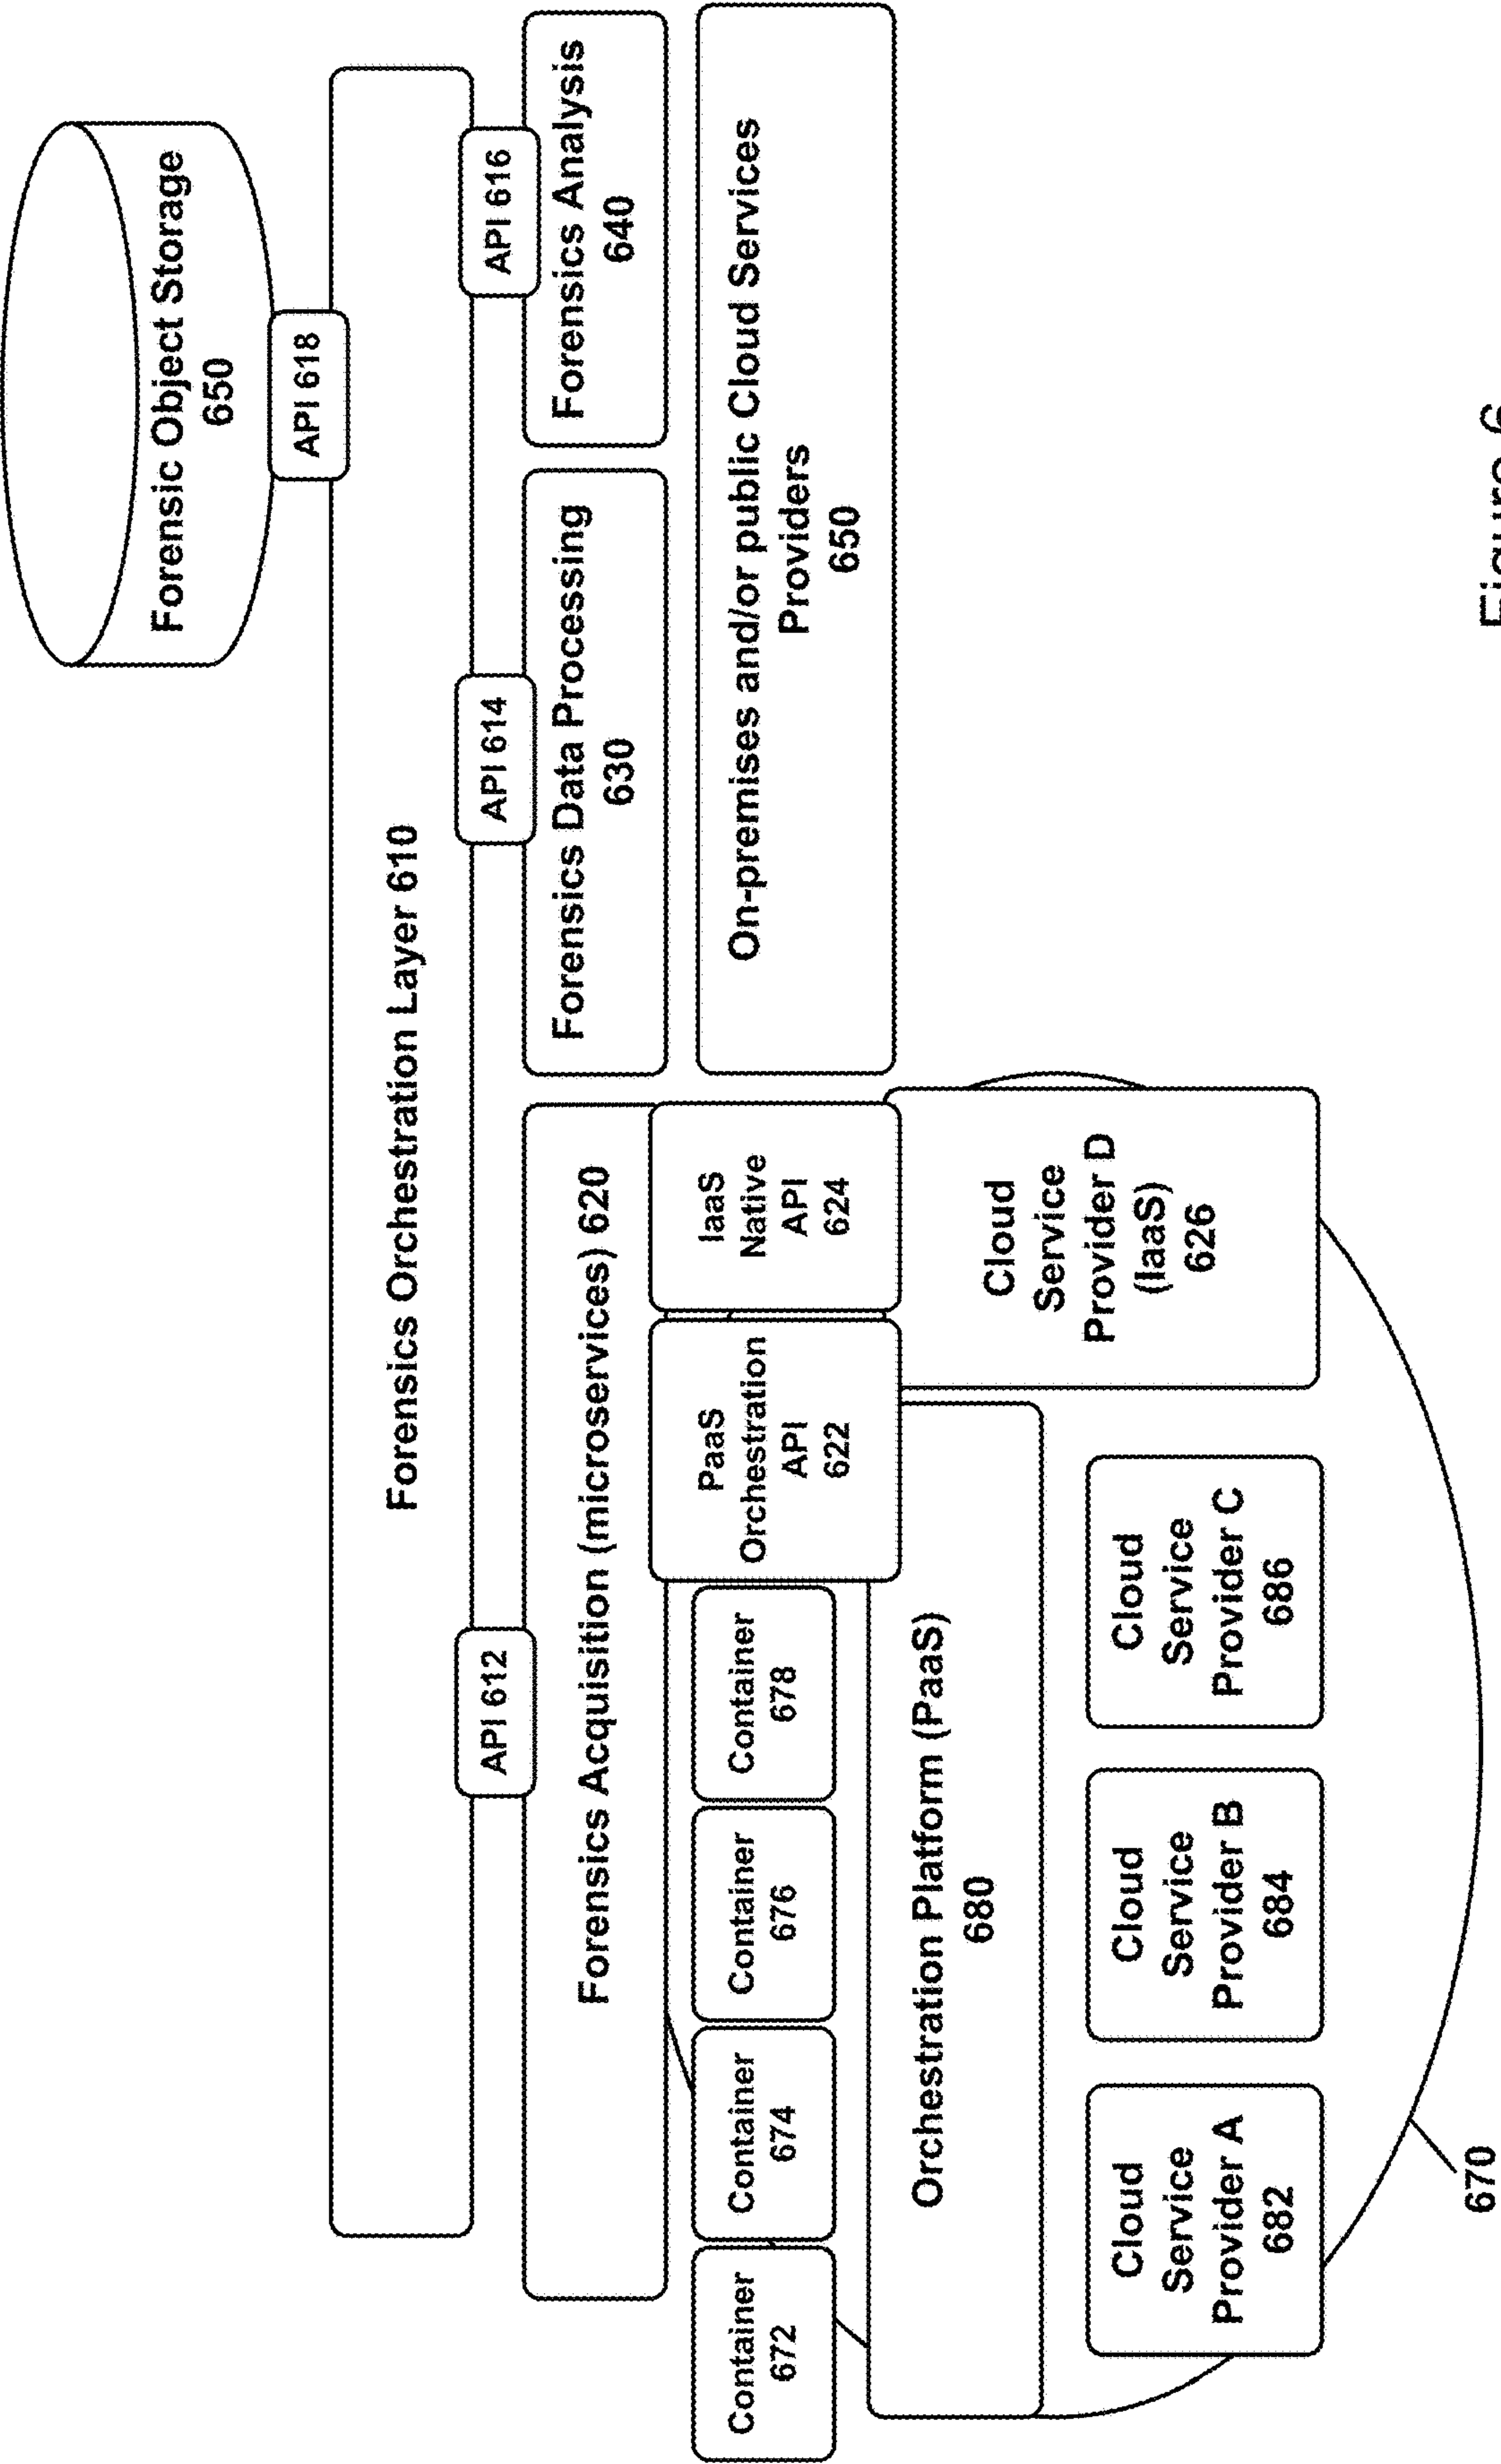 Forensic Object Storage
650
API 618
Forensics Orchestration Layer 610
API 612
API 614
API 616
Forensics Acquisition (microservices) 620
Forensics Data Processing
630
Forensics Analysis
640
Container
672
Container
674
Container
676
Container
678
PaaS
Orchestration
API
622
IaaS
Native
API
624
On-premises and/or public Cloud Services
Providers
650
Orchestration Platform (PaaS)
680
Cloud
Service
Provider D
(IaaS)
626
Cloud
Service
Provider A
682
Cloud
Service
Provider B
684
Cloud
Service
Provider C
686
670
Figure 6